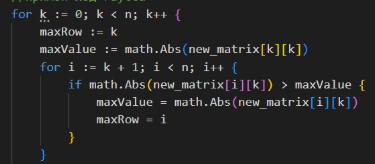 for k := 0; k < n; k++ {
maxRow := k
maxValue := math.Abs(new_matrix[k][k])
for i := k + 1; i < n; i++ {
if math.Abs(new_matrix[i][k]) > maxValue {
maxValue = math.Abs(new_matrix[i][k])
maxRow = i
}
}